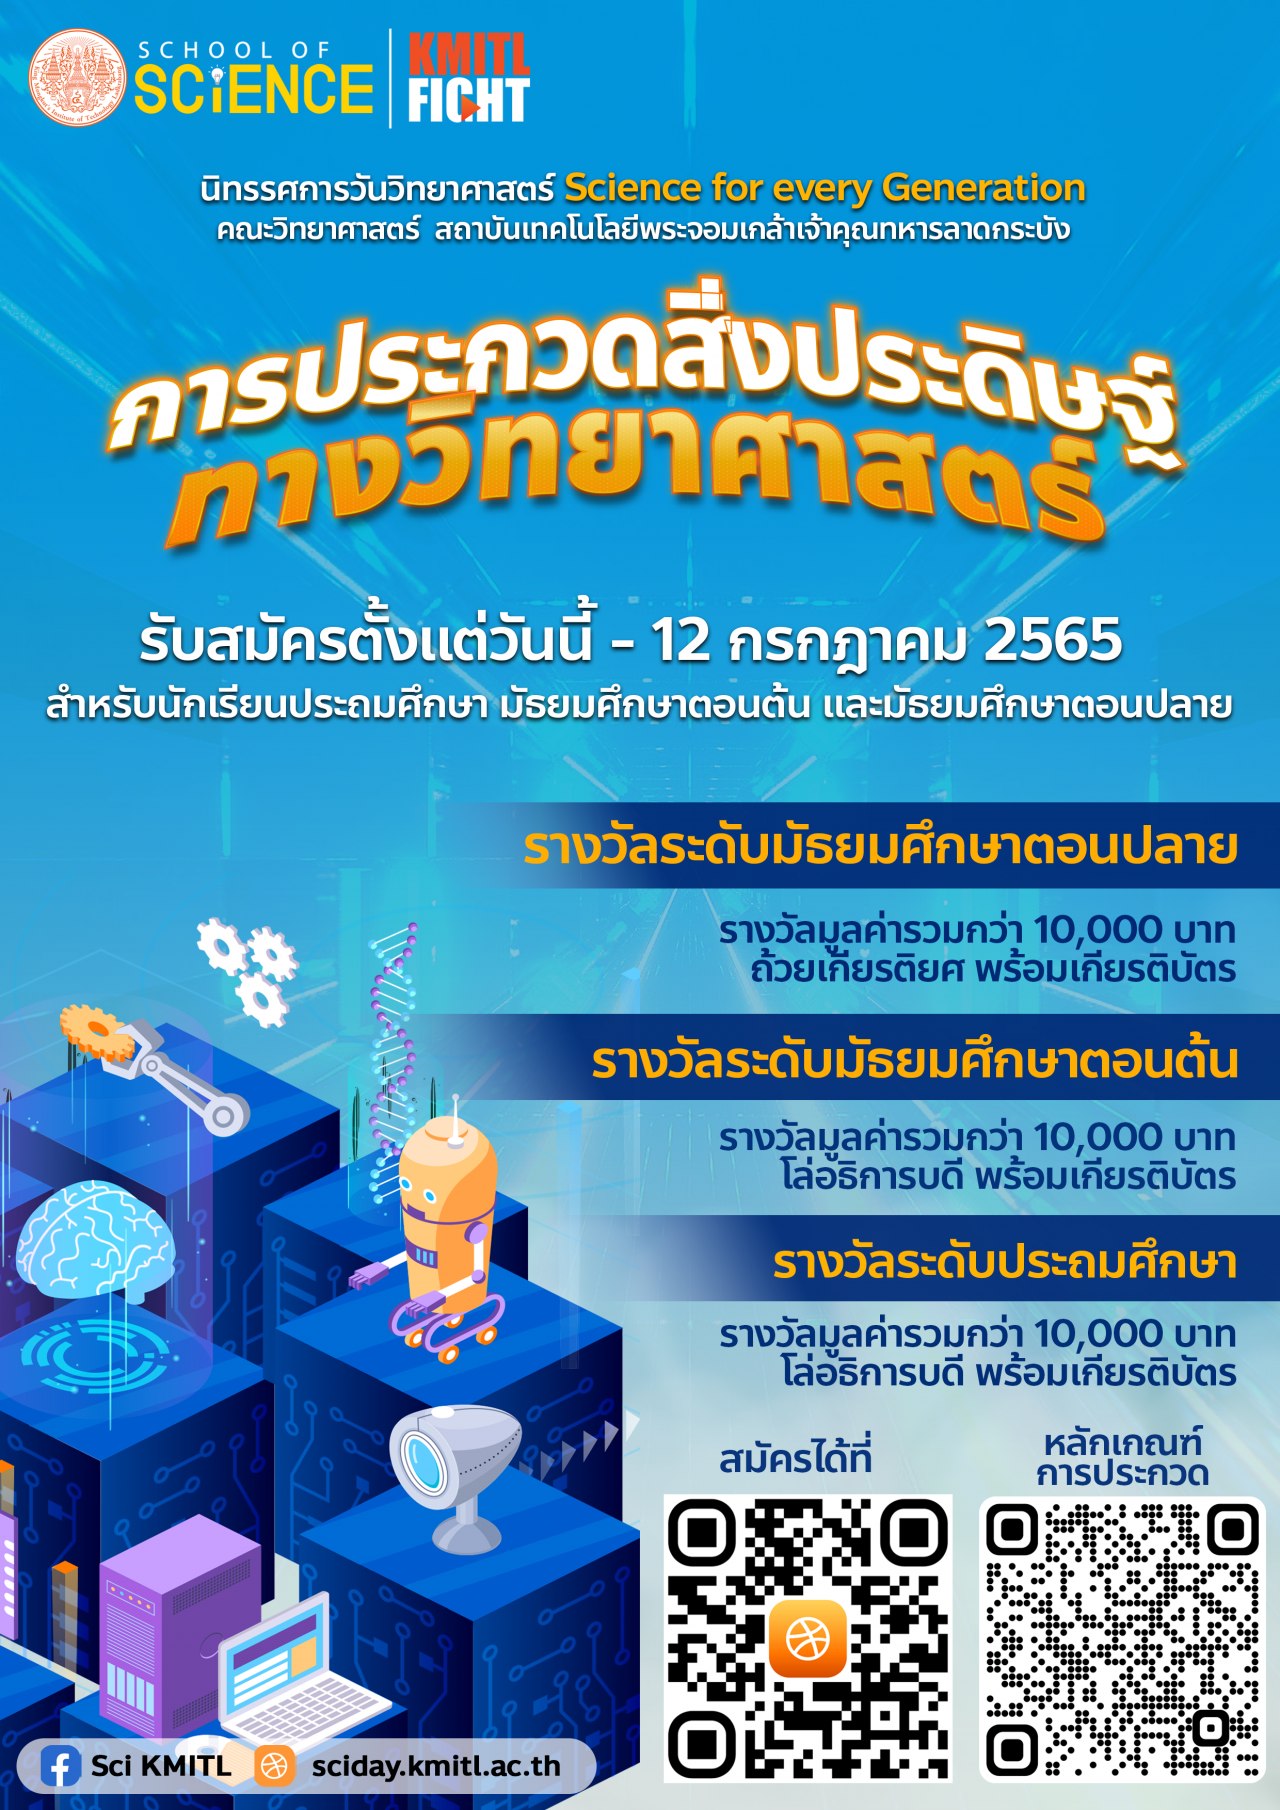 SCHOOL OF
SCIENCE
KMITL
FIGHT
นิทรรศการวันวิทยาศาสตร์ Science for every Generation
คณะวิทยาศาสตร์ สถาบันเทคโนโลยีพระจอมเกล้าเจ้าคุณทหารลาดกระบัง
การประกวดสิ่งประดิษฐ์
ทางวิทยาศาสตร์
รับสมัครตั้งแต่วันนี้ - 12 กรกฎาคม 2565
สำหรับนักเรียนประถมศึกษา มัธยมศึกษาตอนต้น และมัธยมศึกษาตอนปลาย
รางวัลระดับมัธยมศึกษาตอนปลาย
รางวัลมูลค่ารวมกว่า 10,000 บาท
ถ้วยเกียรติยศ พร้อมเกียรติบัตร
รางวัลระดับมัธยมศึกษาตอนต้น
รางวัลมูลค่ารวมกว่า 10,000 บาท
โล่อธิการบดี พร้อมเกียรติบัตร
รางวัลระดับประถมศึกษา
รางวัลมูลค่ารวมกว่า 10,000 บาท
โล่อธิการบดี พร้อมเกียรติบัตร
สมัครได้ที่
หลักเกณฑ์
การประกวด
Sci KMITL
sciday.kmitl.ac.th